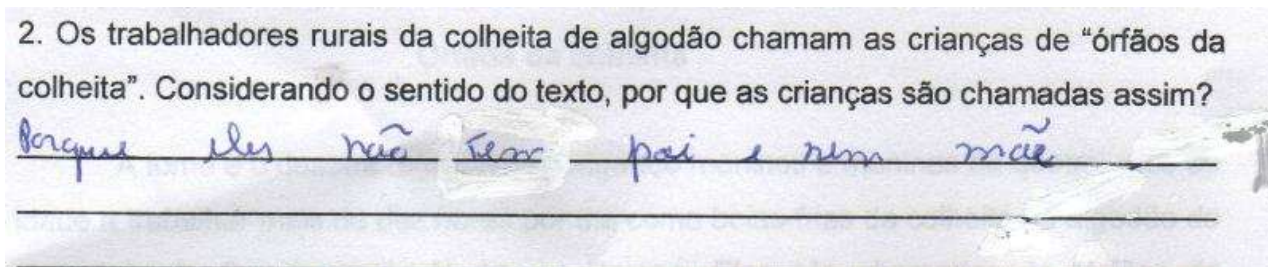 2. Os trabalhadores rurais da colheita de algodão chamam as crianças de “órfãos da
colheita”. Considerando o sentido do texto, por que as crianças são chamadas assim?
Porque eles não tem pai e nem mãe